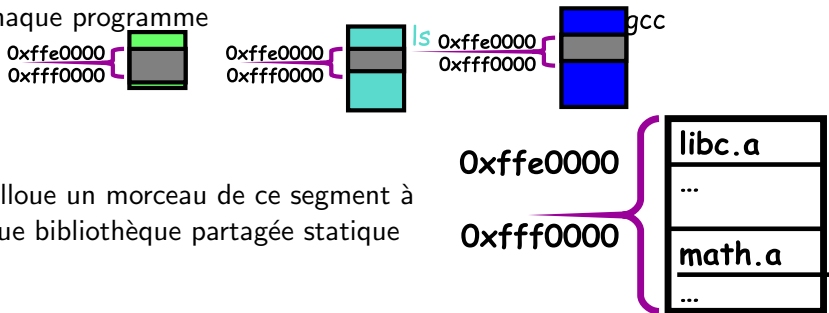 haque programme
0xffe0000
0xfff0000
0xffe0000
0xfff0000
ls
0xffe0000
0xfff0000
gcc
0xffe0000
0xfff0000
libc.a
...
math.a
...
lloue un morceau de ce segment à
ue bibliothèque partagée statique